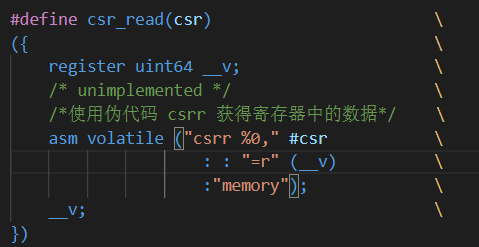 #define csr_read(csr) \
({ \
register uint64 __v; \
/* unimplemented */ \
/*使用伪代码 csrr 获得寄存器中的数据*/ \
asm volatile ("csrr %0," #csr \
: : "=r" (__v) \
:"memory"); \
__v; \
})